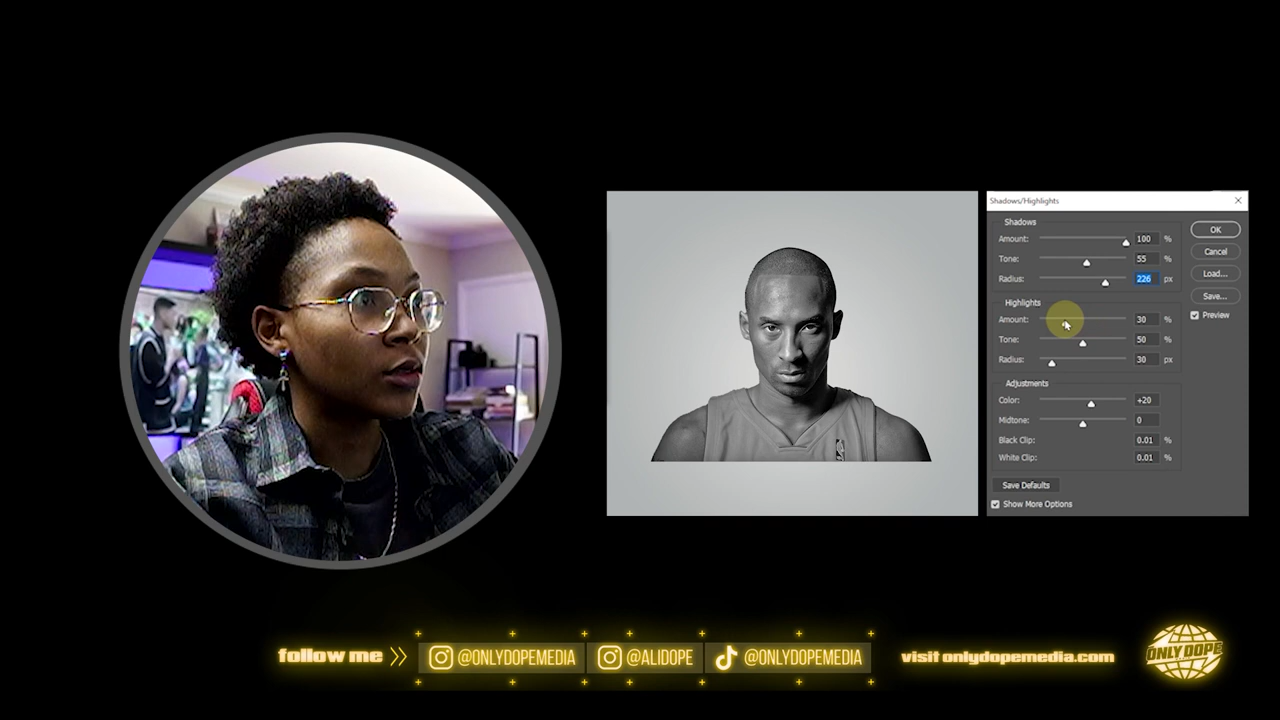 Shadows/Highlights
Shadows
Amount: 100 %
Tone: 55 %
Radius: 226 px
Highlights
Amount: 30 %
Tone: 50 %
Radius: 30 px
Adjustments
Color: +20
Midtone: 0
Black Clip: 0.01 %
White Clip: 0.01 %
Save Defaults
Show More Options
OK
Cancel
Load...
Save...
Preview
follow me
@ONLYDOPEMEDIA
@ALIDOPE
@ONLYDOPEMEDIA
visit onlydopemedia.com
ONLY DOPE